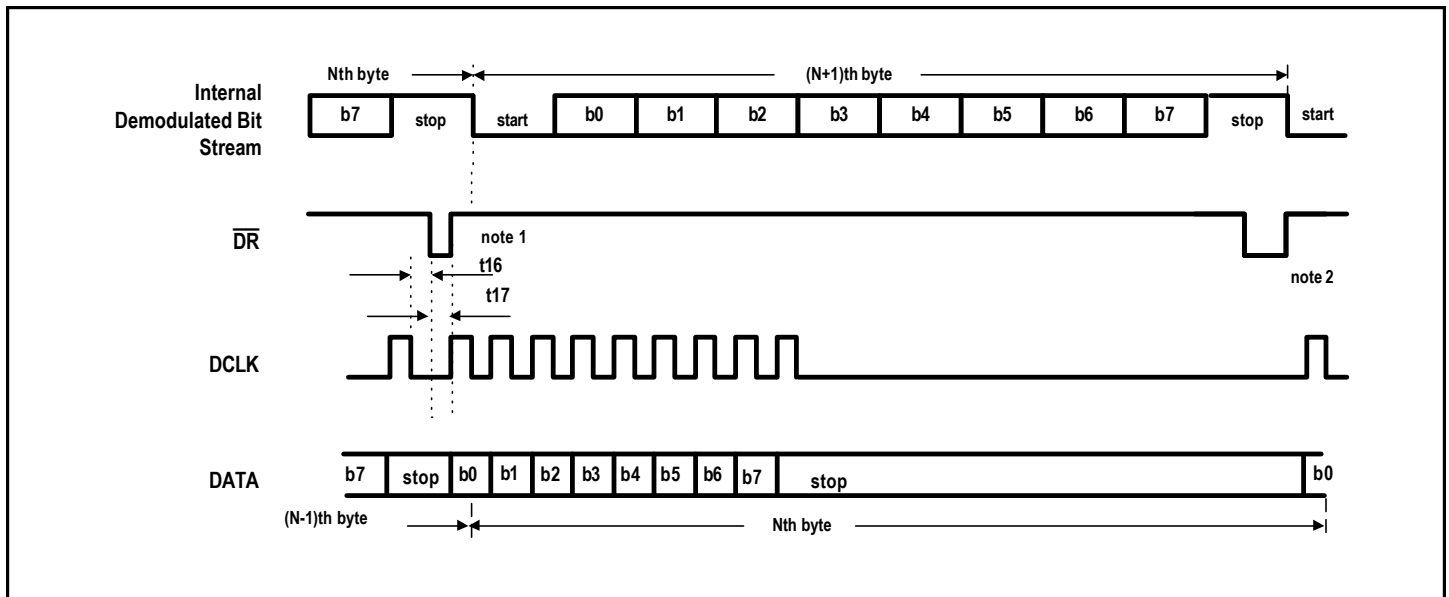 Nth byte (N+1)th byte
Internal
Demodulated Bit
Stream
b7 stop start b0 b1 b2 b3 b4 b5 b6 b7 stop start
DR
note 1
note 2
t16
t17
DCLK
DATA
b7 stop b0 b1 b2 b3 b4 b5 b6 b7 stop b0
(N-1)th byte Nth byte